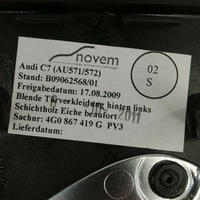 novem
02
S
Audi C7 (AU571/572)
Stand: B09062568/01
Freigabedatum: 17.08.2009
Blende Türverkleidung hinten links
Schichtholz Eiche beaufort
Sachnr: 4G0 867 419 G PV3
Lieferdatum:
2011